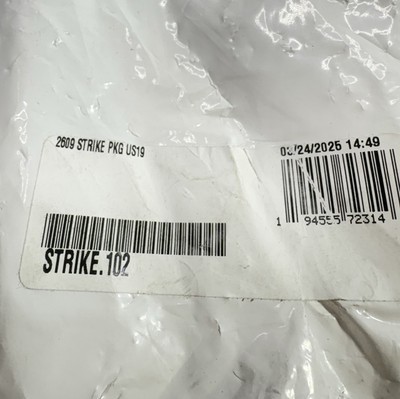 2609 STRIKE PKG US19
03/24/2025 14:49
STRIKE.102
1 94555 72314